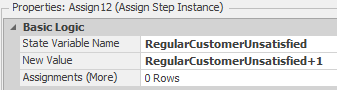 Properties: Assign12 (Assign Step Instance)
Basic Logic
State Variable Name RegularCustomerUnsatisfied
New Value RegularCustomerUnsatisfied+1
Assignments (More) 0 Rows